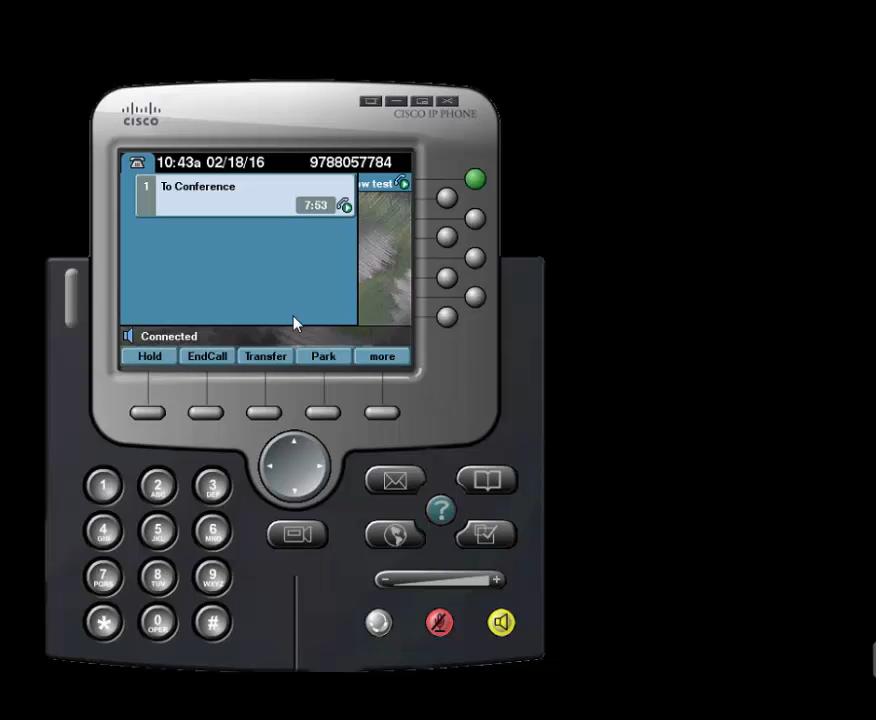 CISCO
CISCO IP PHONE
10:43a 02/18/16 9788057784
w test
1 To Conference
7:53
Connected
Hold EndCall Transfer Park more
1 2 ABC 3 DEF
4 GHI 5 JKL 6 MNO
7 PQRS 8 TUV 9 WXYZ
* 0 OPER #
?
- +